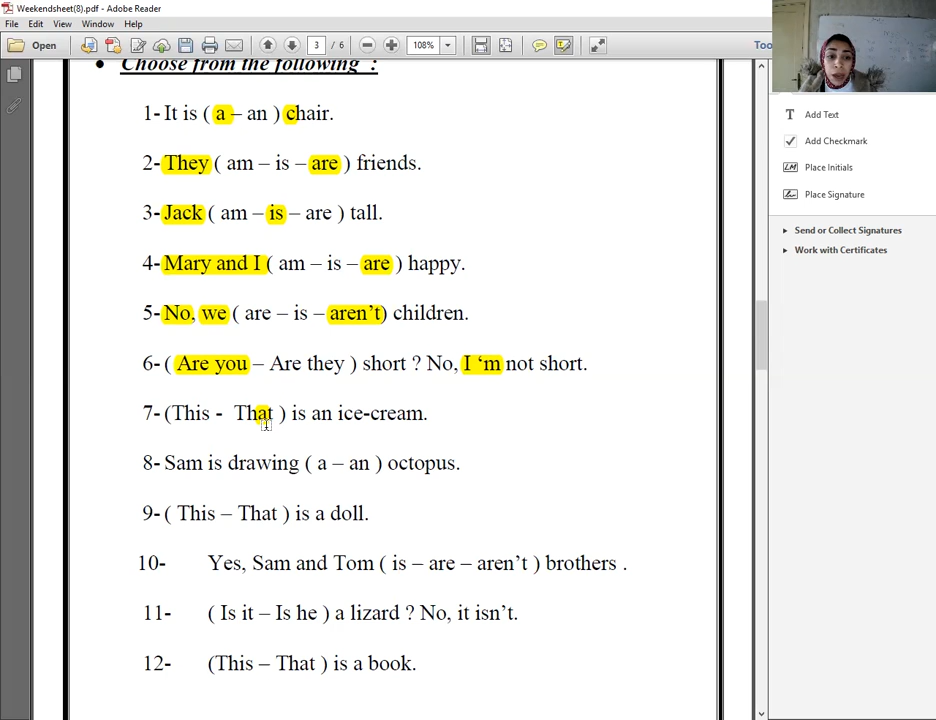 Weekendsheet(8).pdf - Adobe Reader
File Edit View Window Help
Open 3 / 6 108% Too
• Choose from the following :
1- It is ( a – an ) chair.
2- They ( am – is – are ) friends.
3- Jack ( am – is – are ) tall.
4- Mary and I ( am – is – are ) happy.
5- No, we ( are – is – aren’t) children.
6- ( Are you – Are they ) short ? No, I ‘m not short.
7- (This - That ) is an ice-cream.
8- Sam is drawing ( a – an ) octopus.
9- ( This – That ) is a doll.
10- Yes, Sam and Tom ( is – are – aren’t ) brothers .
11- ( Is it – Is he ) a lizard ? No, it isn’t.
12- (This – That ) is a book.
T Add Text
Add Checkmark
LM Place Initials
Place Signature
Send or Collect Signatures
Work with Certificates